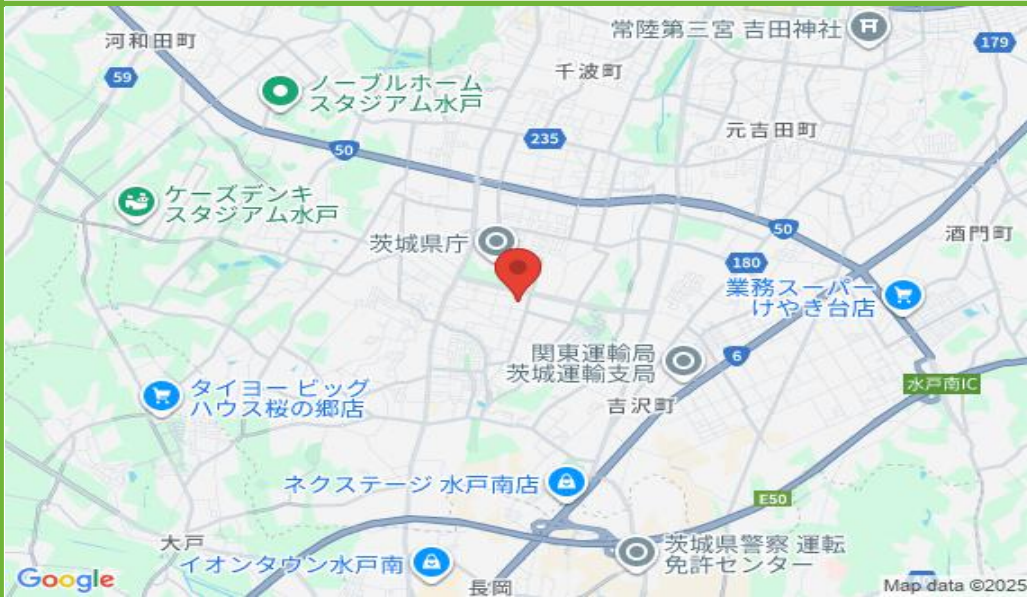 常陸第三宮 吉田神社
河和田町
179
千波町
59
ノーブルホーム
スタジアム水戸
元吉田町
235
50
ケーズデンキ
スタジアム水戸
50
酒門町
茨城県庁
180
業務スーパー
けやき台店
関東運輸局
茨城運輸支局
6
水戸南IC
タイヨー ビッグ
ハウス桜の郷店
吉沢町
ネクステージ 水戸南店
E50
大戸
茨城県警察 運転
免許センター
イオンタウン水戸南
長岡
Google
Map data ©2025